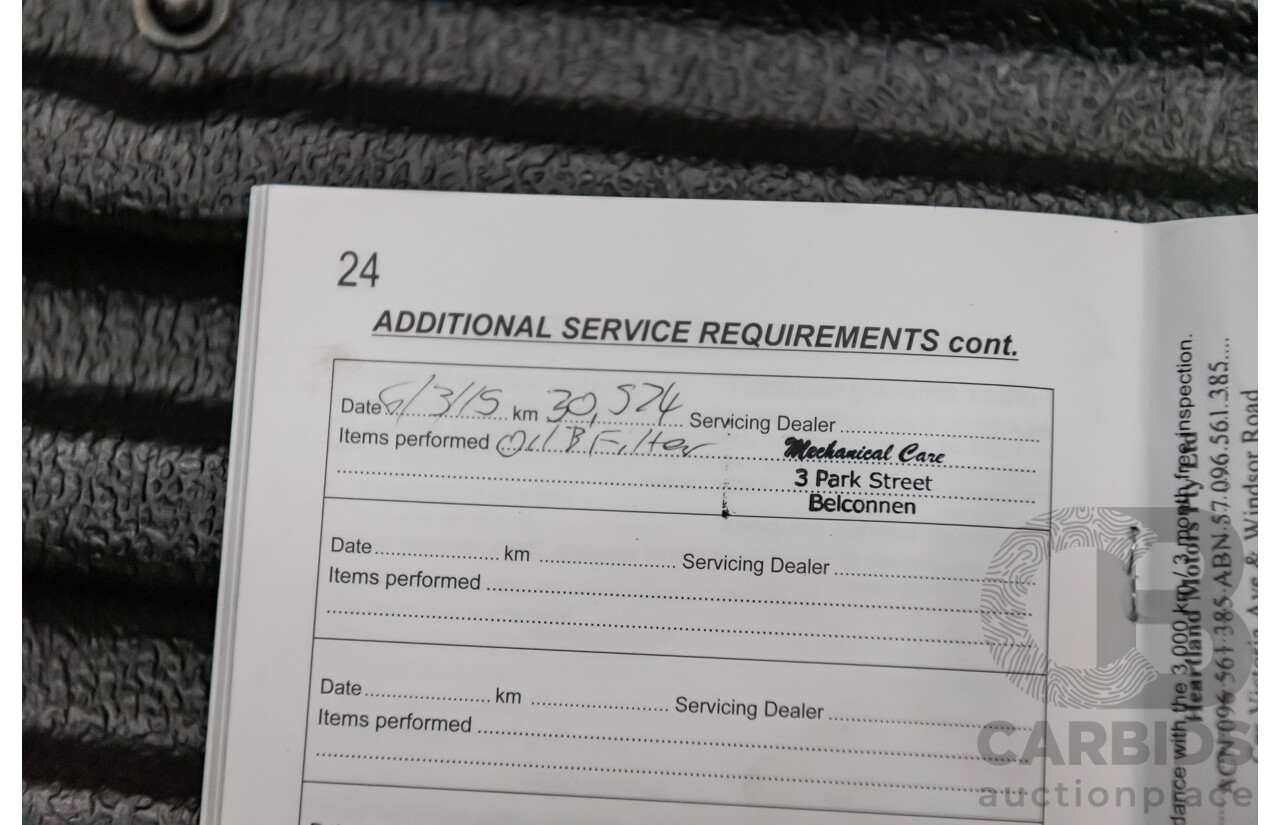 24
ADDITIONAL SERVICE REQUIREMENTS cont.
Date 6/3/15 km 30,524 Servicing Dealer
Items performed Oil & Filter
Mechanical Care
3 Park Street
Belconnen
Date km Servicing Dealer
Items performed
Date km Servicing Dealer
Items performed
dance with the 3,000 km / 3 month free inspection.
Heartland Motors Pty Ltd
ACN 096 561 385 ABN 57 096 561 385
Victoria Ave & Windsor Road
CB
CARBIDS
auctionplace